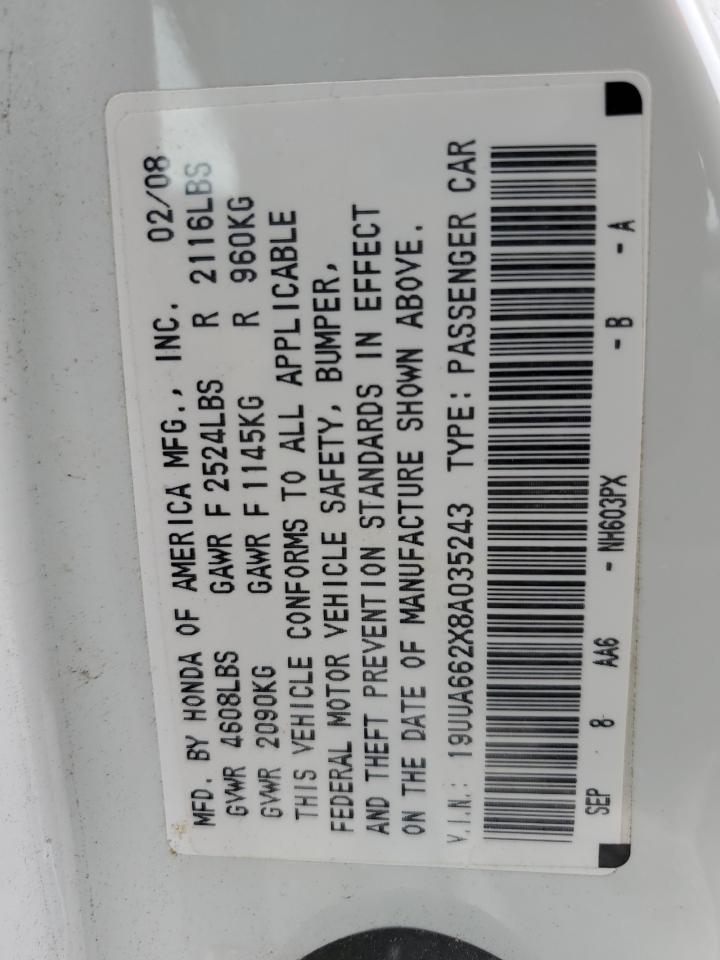 MFD. BY HONDA OF AMERICA MFG., INC. 02/08
GVWR 4608LBS GAWR F 2524LBS R 2116LBS
GVWR 2090KG GAWR F 1145KG R 960KG
THIS VEHICLE CONFORMS TO ALL APPLICABLE
FEDERAL MOTOR VEHICLE SAFETY, BUMPER,
AND THEFT PREVENTION STANDARDS IN EFFECT
ON THE DATE OF MANUFACTURE SHOWN ABOVE.
V.I.N.: 19UUA662X8A035243 TYPE: PASSENGER CAR
SEP 8 AA6 - NH603PX - B - A